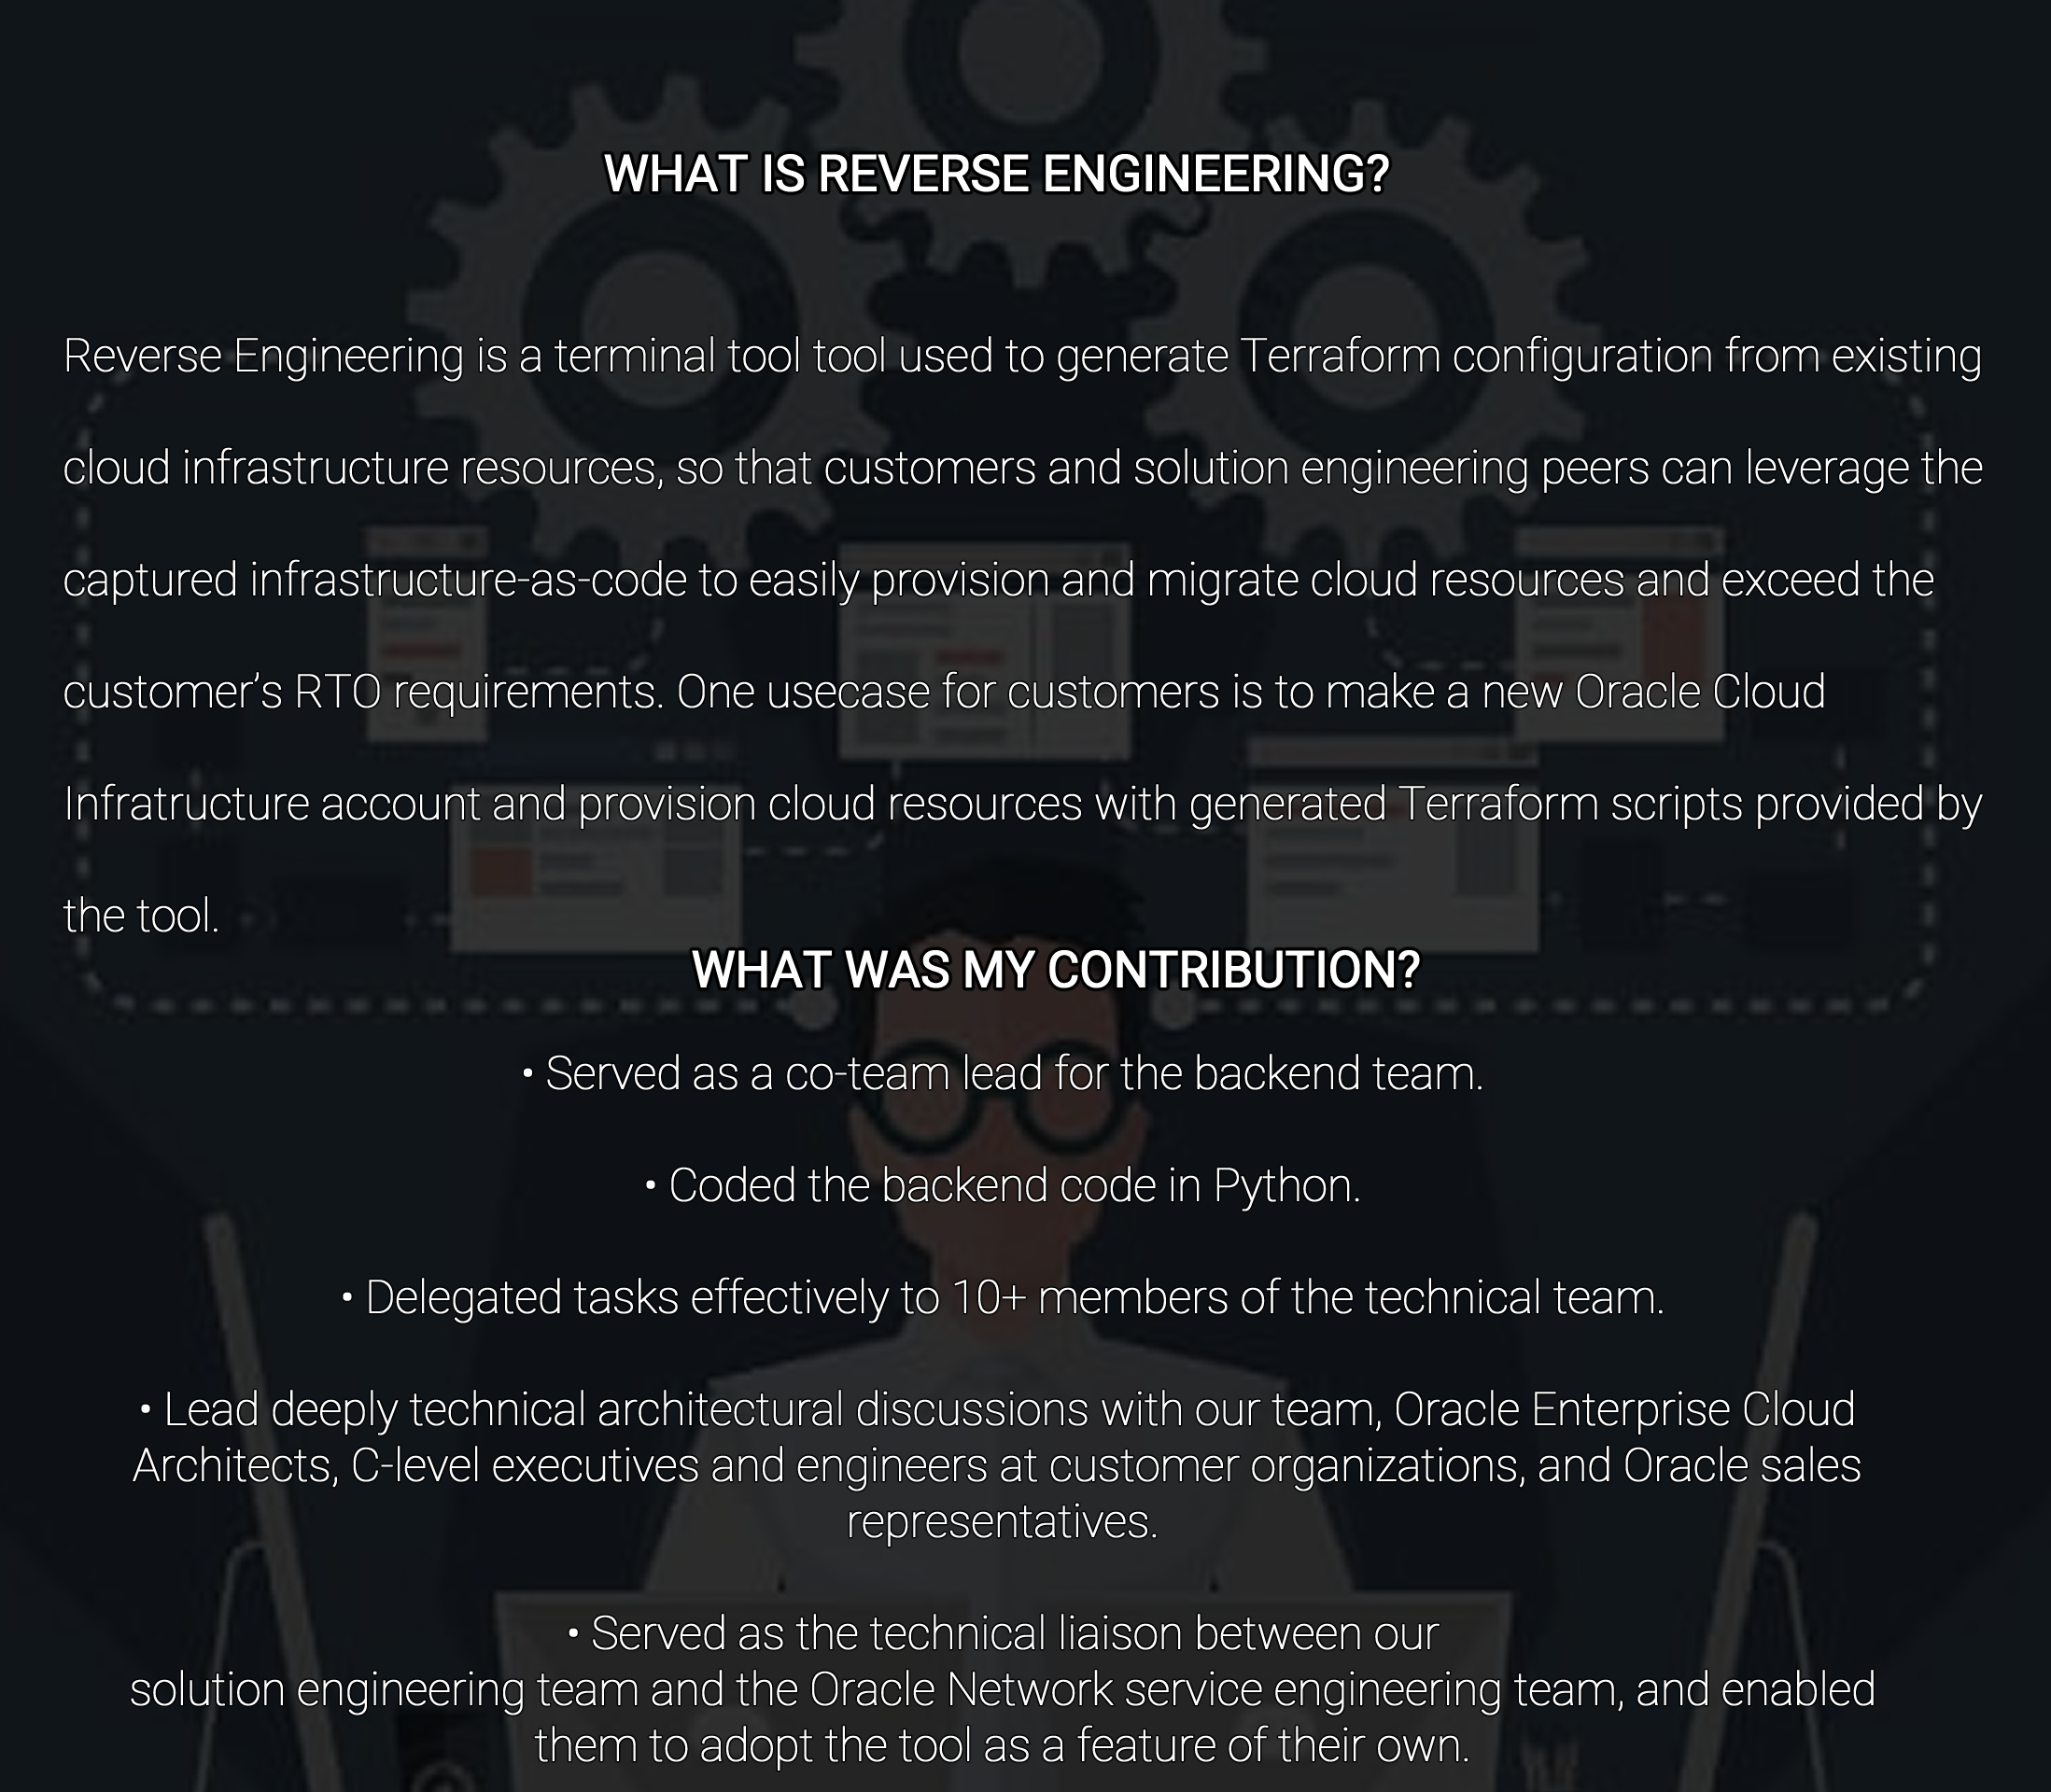 WHAT IS REVERSE ENGINEERING?
Reverse Engineering is a terminal tool tool used to generate Terraform configuration from existing
cloud infrastructure resources, so that customers and solution engineering peers can leverage the
captured infrastructure-as-code to easily provision and migrate cloud resources and exceed the
customer’s RTO requirements. One usecase for customers is to make a new Oracle Cloud
Infratructure account and provision cloud resources with generated Terraform scripts provided by
the tool.
WHAT WAS MY CONTRIBUTION?
• Served as a co-team lead for the backend team.
• Coded the backend code in Python.
• Delegated tasks effectively to 10+ members of the technical team.
• Lead deeply technical architectural discussions with our team, Oracle Enterprise Cloud
Architects, C-level executives and engineers at customer organizations, and Oracle sales
representatives.
• Served as the technical liaison between our
solution engineering team and the Oracle Network service engineering team, and enabled
them to adopt the tool as a feature of their own.